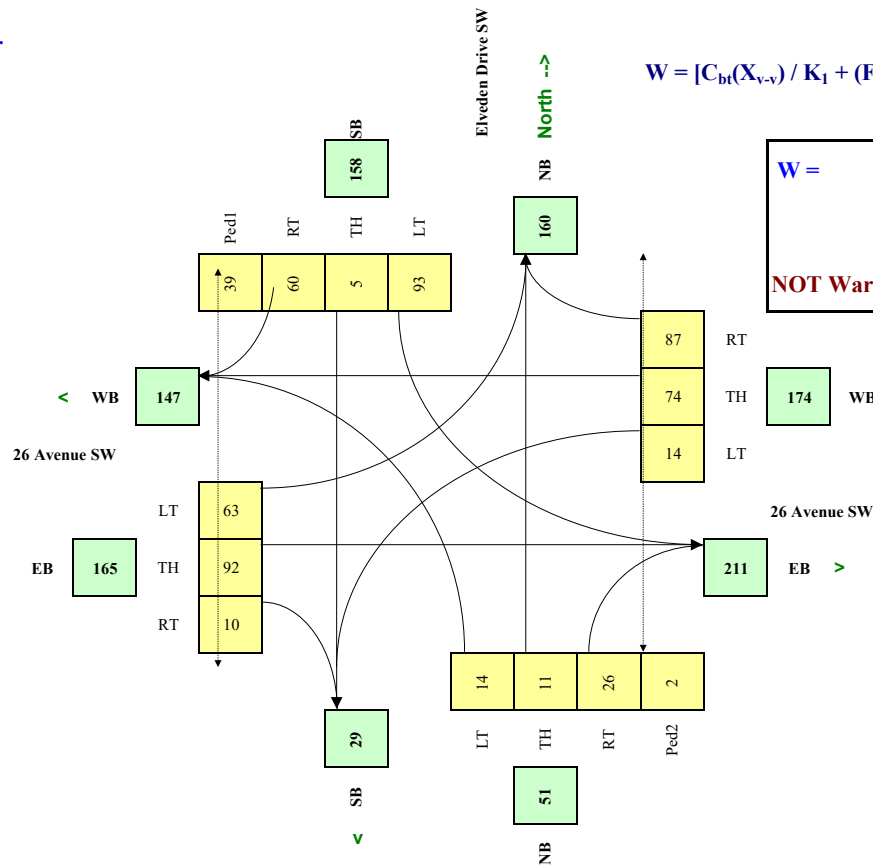 Elveden Drive SW
North -->
W = [Cbt(Xv-v) / K1 + (F
SB
158
NB
160
W =
NOT War
Ped1
RT
TH
LT
39
60
5
93
87
RT
74
TH
174
WB
14
LT
< WB
147
26 Avenue SW
LT
63
EB
165
TH
92
RT
10
26 Avenue SW
211
EB >
14
11
26
2
LT
TH
RT
Ped2
29
SB
v
51
NB